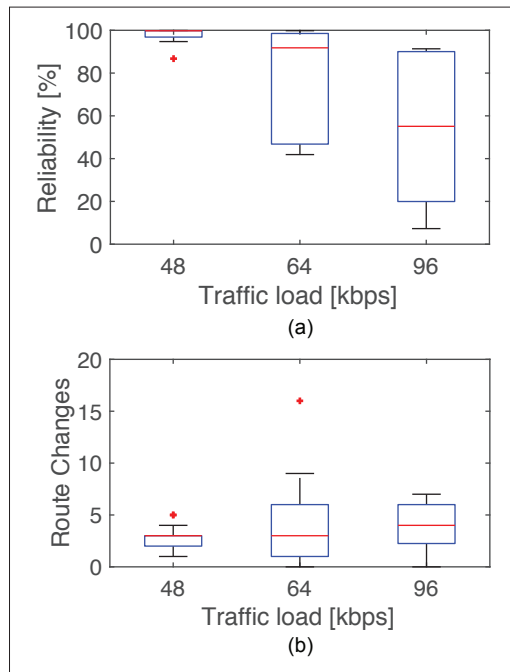 100
80
60
40
20
0
Reliability [%]
48 64 96
Traffic load [kbps]
(a)
20
15
10
5
0
Route Changes
48 64 96
Traffic load [kbps]
(b)